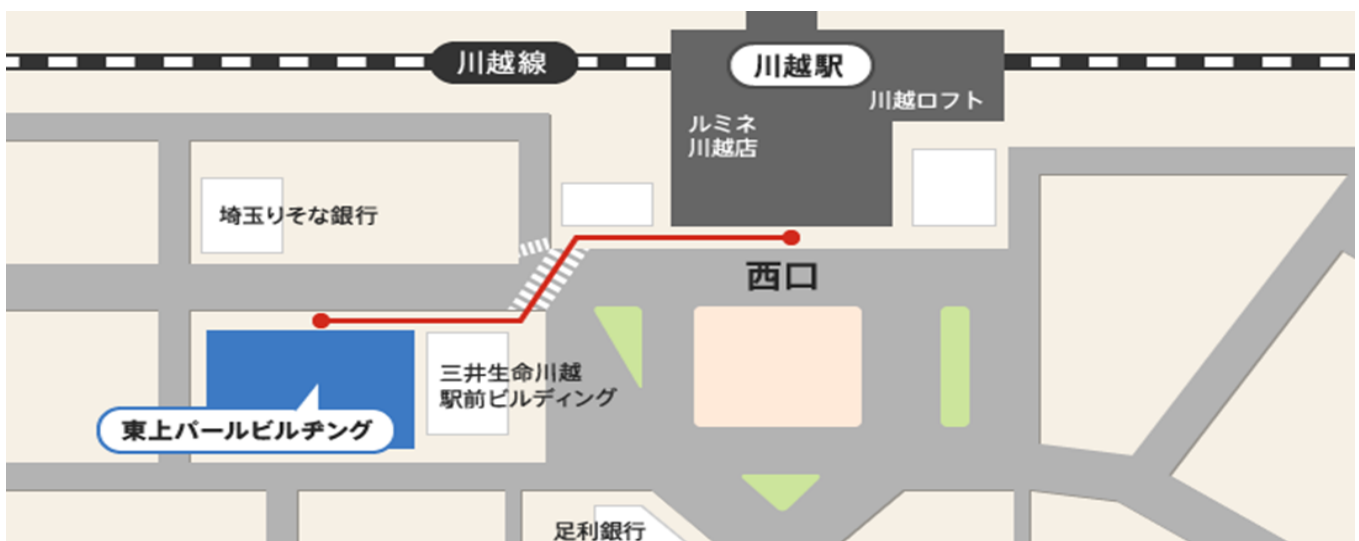 川越線
川越駅
川越ロフト
ルミネ
川越店
埼玉りそな銀行
西口
三井生命川越
駅前ビルディング
東上パールビルヂング
足利銀行